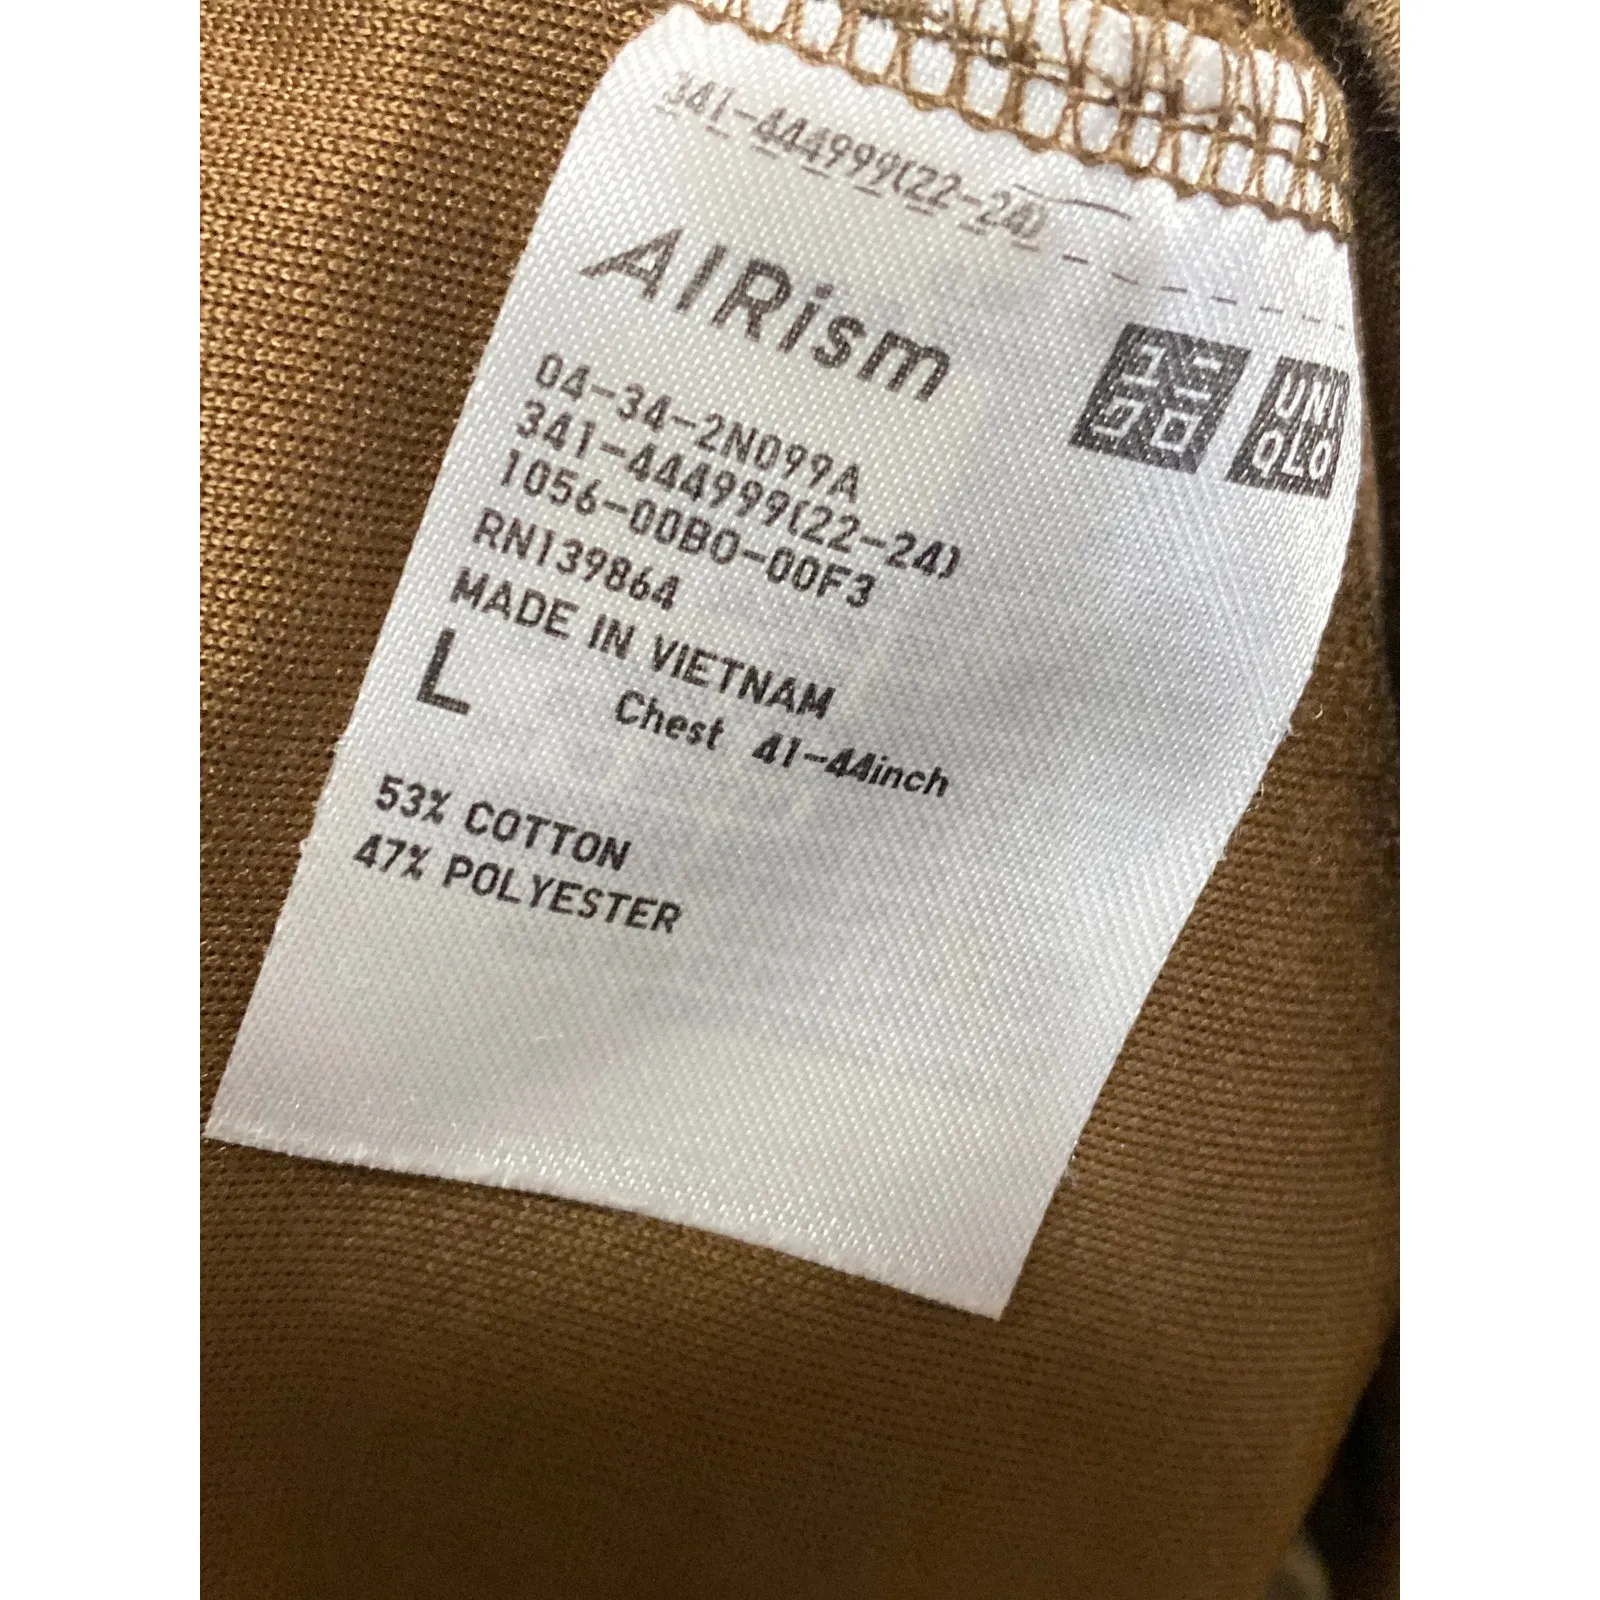 341-444999(22-24)
AIRism
ユニ
クロ
UNI
QLO
04-34-2N099A
341-444999(22-24)
1056-00B0-00F3
RN139864
MADE IN VIETNAM
L Chest 41-44inch
53% COTTON
47% POLYESTER